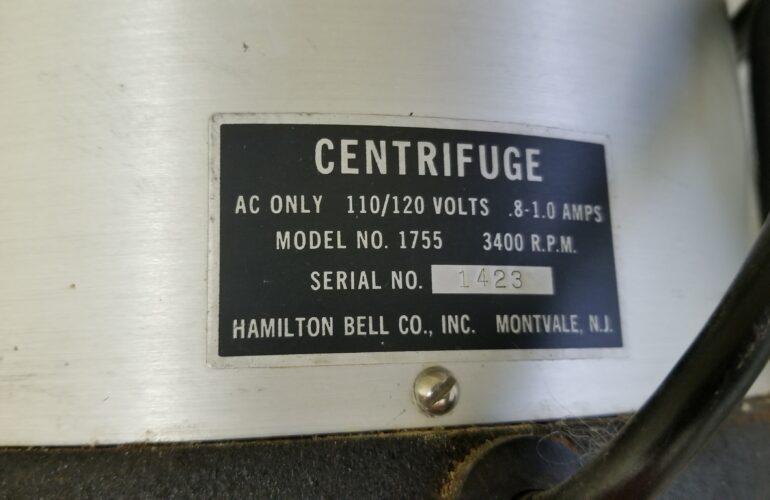 CENTRIFUGE
AC ONLY 110/120 VOLTS .8-1.0 AMPS
MODEL NO. 1755 3400 R.P.M.
SERIAL NO. 1423
HAMILTON BELL CO., INC. MONTVALE, N.J.